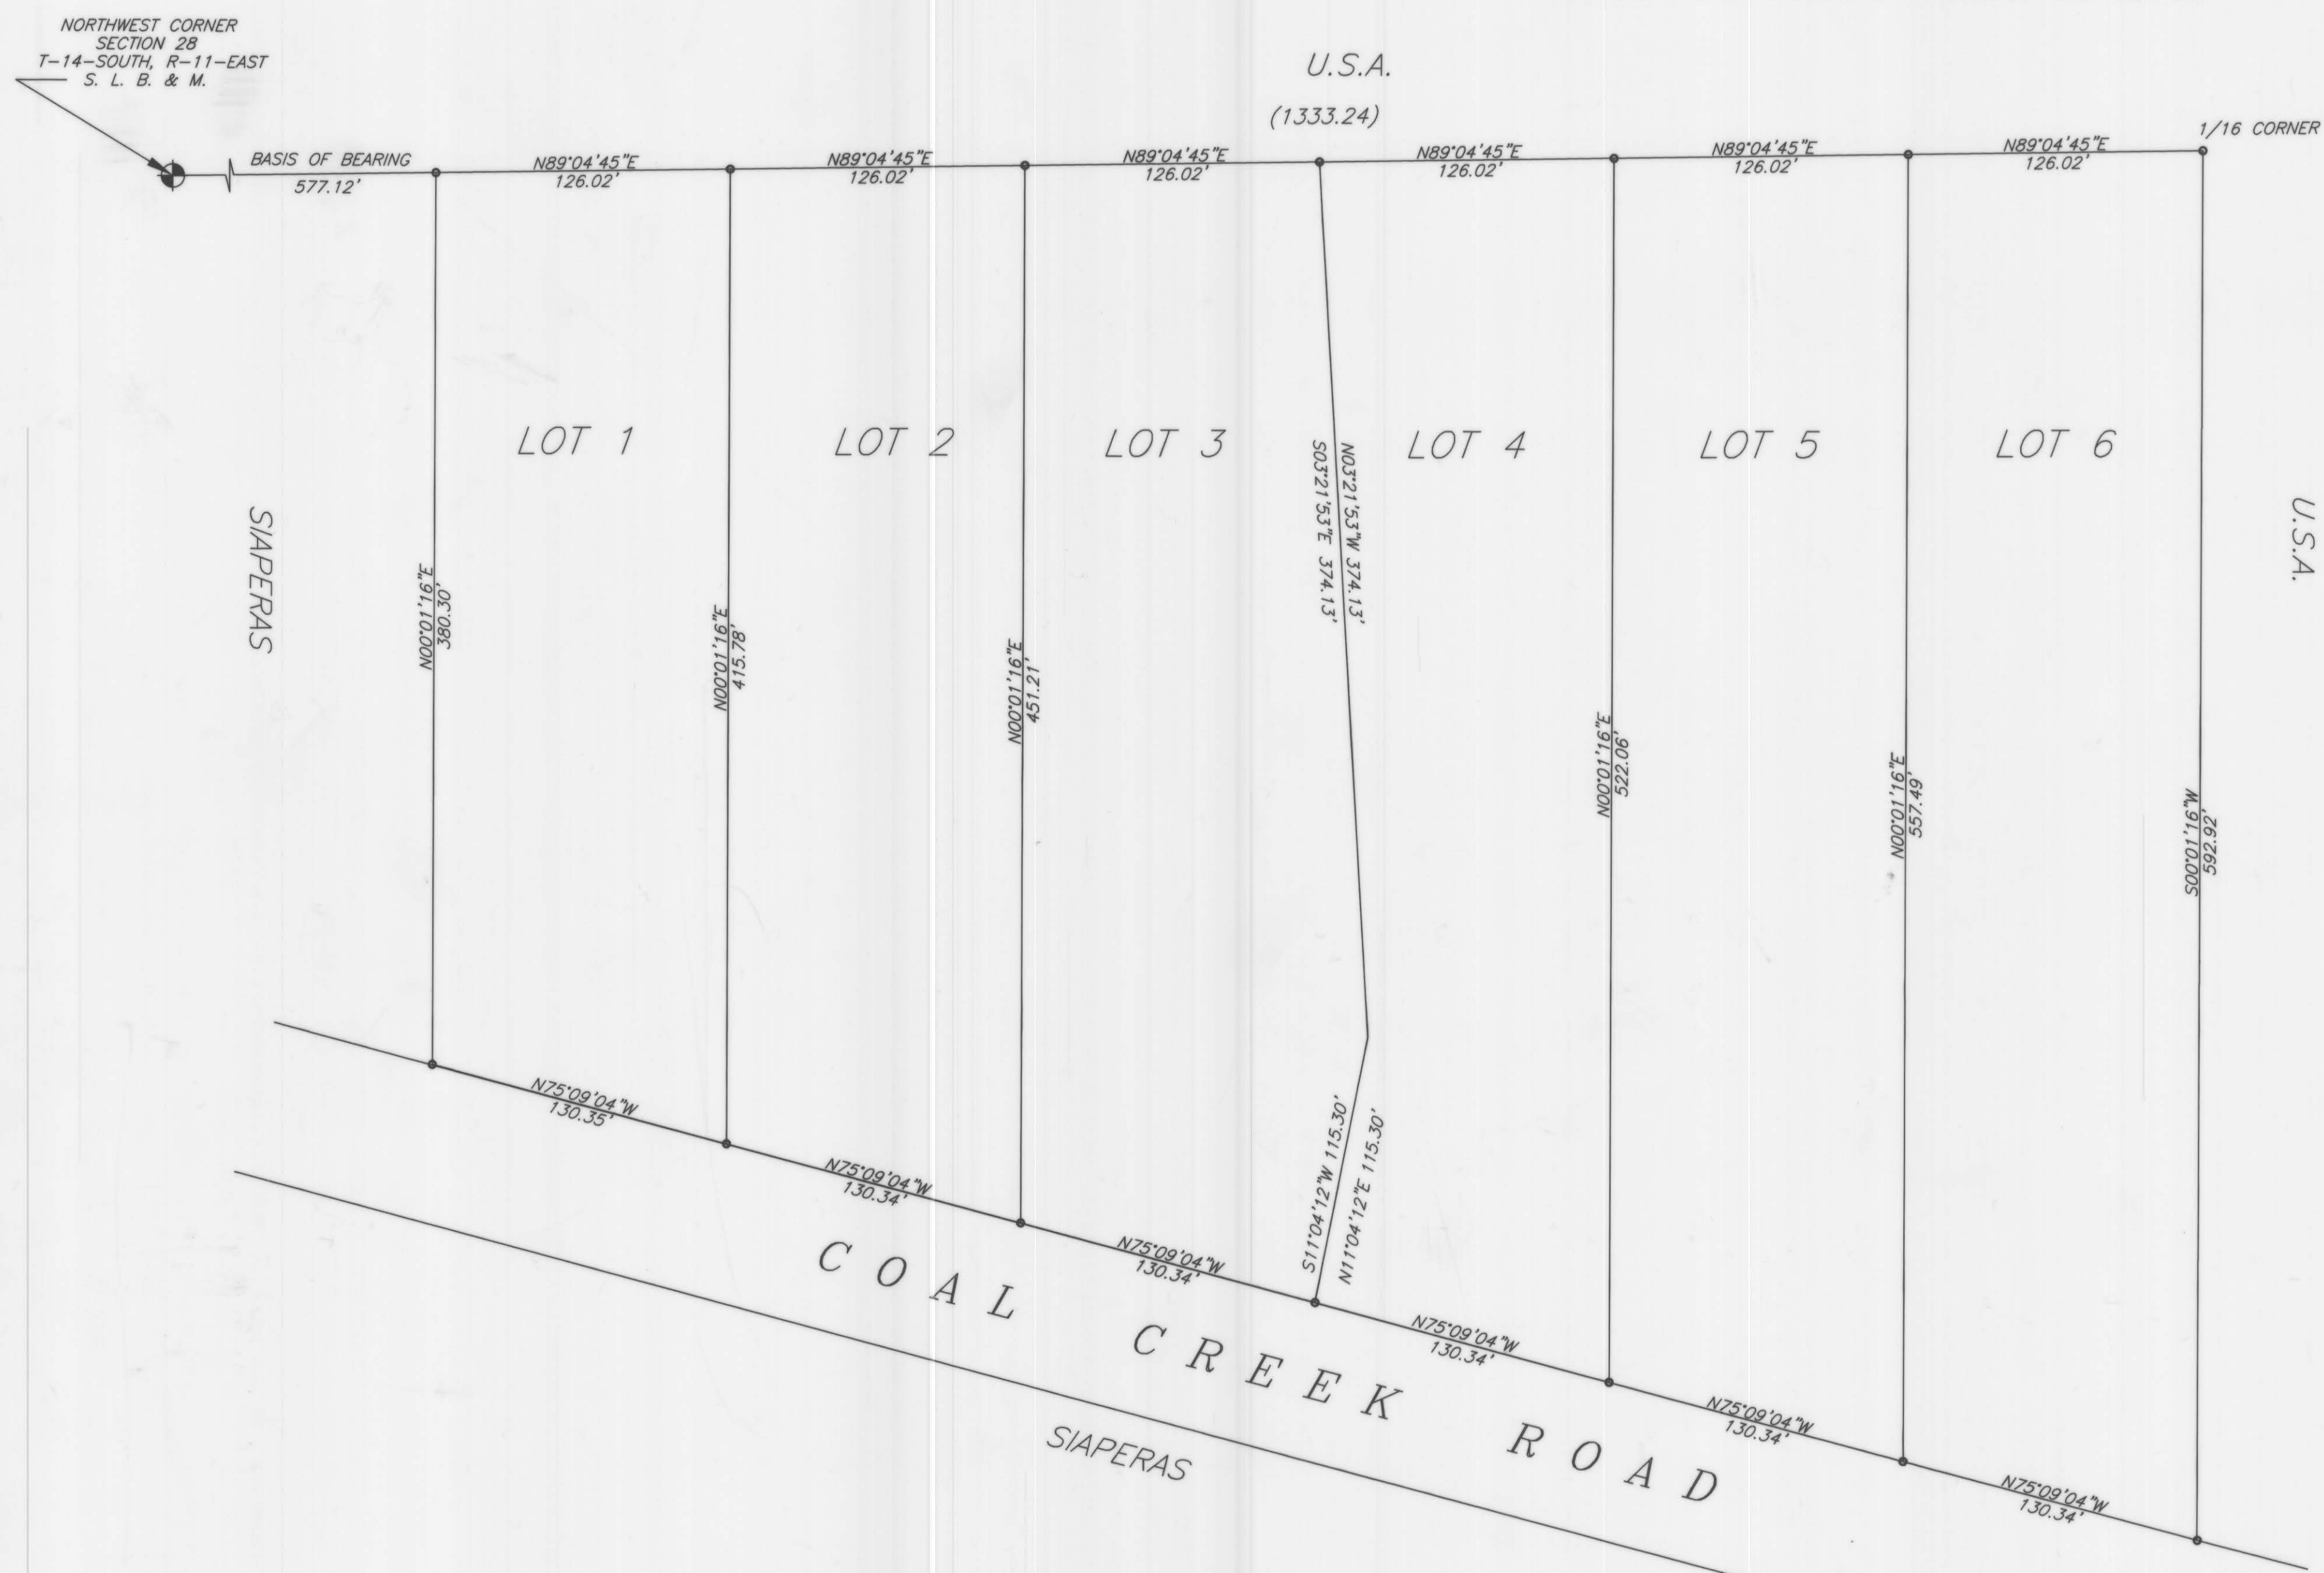 NORTHWEST CORNER
SECTION 28
T-14-SOUTH, R-11-EAST
S. L. B. & M.
U.S.A.
(1333.24)
1/16 CORNER
BASIS OF BEARING
577.12'
N89°04'45"E
126.02'
N89°04'45"E
126.02'
N89°04'45"E
126.02'
N89°04'45"E
126.02'
N89°04'45"E
126.02'
N89°04'45"E
126.02'
LOT 1
LOT 2
LOT 3
LOT 4
LOT 5
LOT 6
SIAPERAS
U.S.A.
N00°01'16"E
380.30'
N00°01'16"E
415.78'
N00°01'16"E
451.21'
S03°21'53"E 374.13'
N03°21'53"W 374.13'
N00°01'16"E
522.06'
N00°01'16"E
557.49'
S00°01'16"W
592.92'
S11°04'12"W 115.30'
N11°04'12"E 115.30'
N75°09'04"W
130.35'
N75°09'04"W
130.34'
N75°09'04"W
130.34'
N75°09'04"W
130.34'
N75°09'04"W
130.34'
N75°09'04"W
130.34'
COAL CREEK ROAD
SIAPERAS